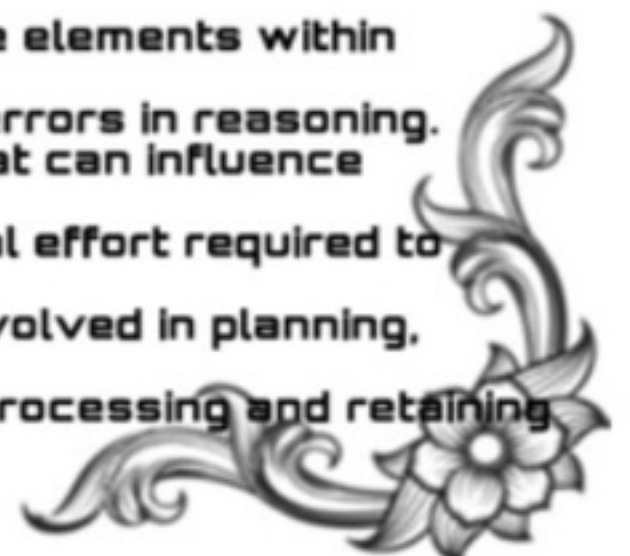 e elements within
rrors in reasoning.
at can influence
l effort required to
volved in planning,
rocessing and retaining